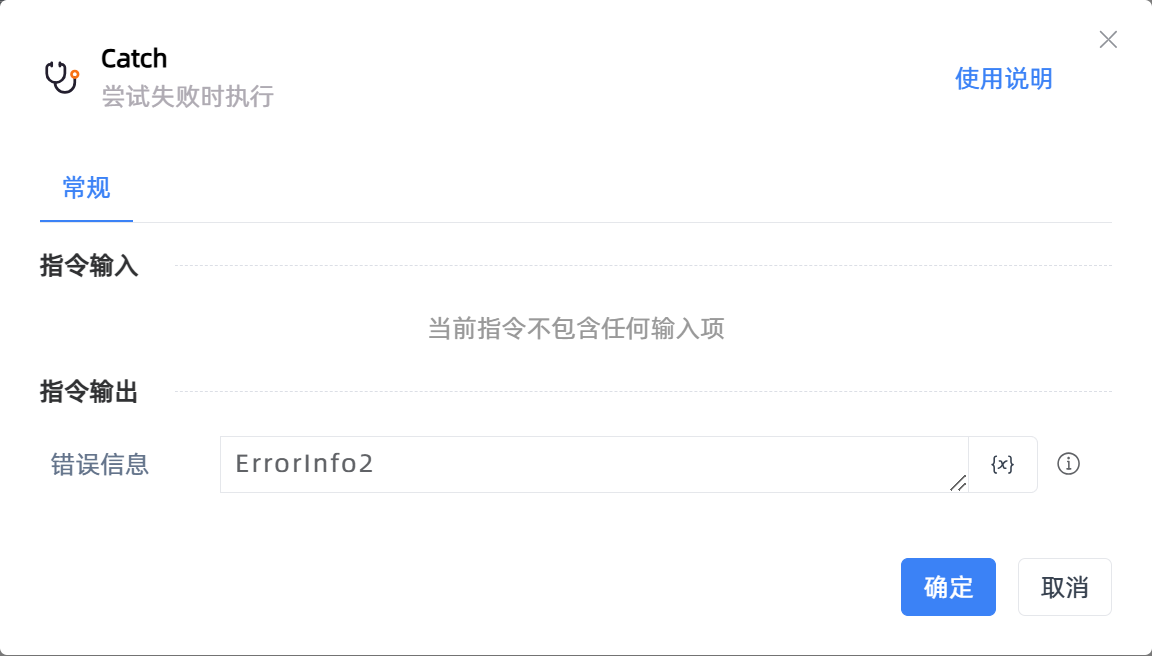 Catch
尝试失败时执行
使用说明
常规
指令输入
当前指令不包含任何输入项
指令输出
错误信息
ErrorInfo2
{x}
确定
取消